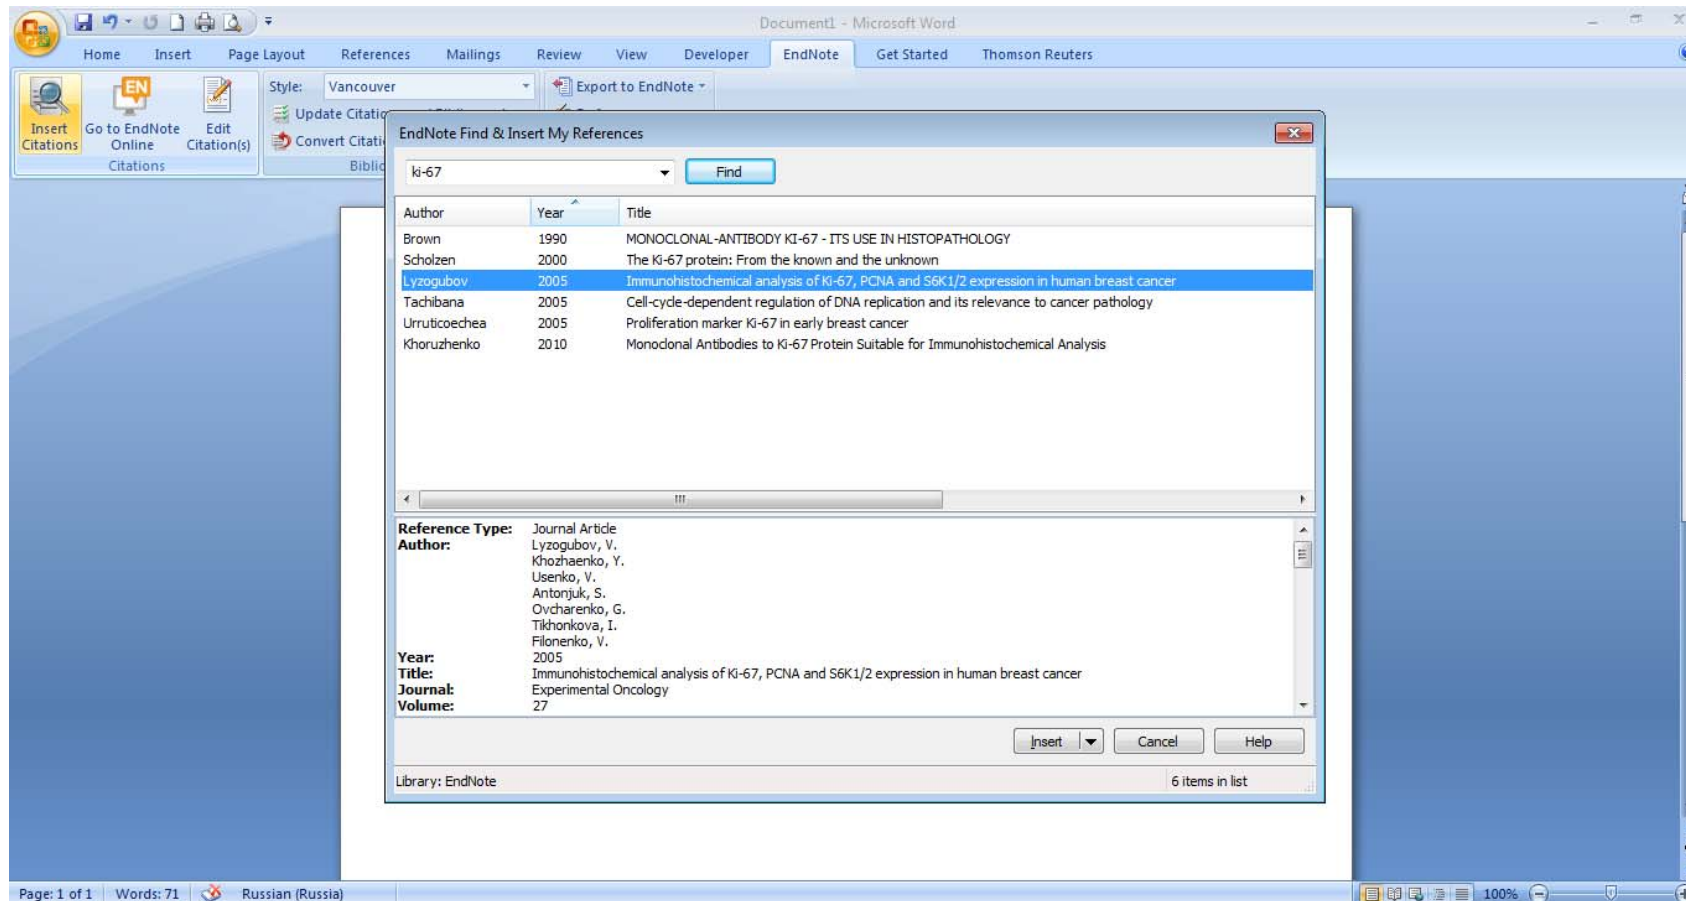 Document1 - Microsoft Word
Home Insert Page Layout References Mailings Review View Developer EndNote Get Started Thomson Reuters
Insert Citations
Go to EndNote Online
Edit Citation(s)
Citations
Style: Vancouver
Export to EndNote
Update Citatio
Convert Citati
Biblio
EndNote Find & Insert My References
ki-67 Find
Author Year Title
Brown 1990 MONOCLONAL-ANTIBODY KI-67 - ITS USE IN HISTOPATHOLOGY
Scholzen 2000 The Ki-67 protein: From the known and the unknown
Lyzogubov 2005 Immunohistochemical analysis of Ki-67, PCNA and S6K1/2 expression in human breast cancer
Tachibana 2005 Cell-cycle-dependent regulation of DNA replication and its relevance to cancer pathology
Urruticoechea 2005 Proliferation marker Ki-67 in early breast cancer
Khoruzhenko 2010 Monoclonal Antibodies to Ki-67 Protein Suitable for Immunohistochemical Analysis
Reference Type: Journal Article
Author: Lyzogubov, V.
Khozhaenko, Y.
Usenko, V.
Antonjuk, S.
Ovcharenko, G.
Tikhonkova, I.
Filonenko, V.
Year: 2005
Title: Immunohistochemical analysis of Ki-67, PCNA and S6K1/2 expression in human breast cancer
Journal: Experimental Oncology
Volume: 27
Insert Cancel Help
Library: EndNote 6 items in list
Page: 1 of 1 Words: 71 Russian (Russia) 100%